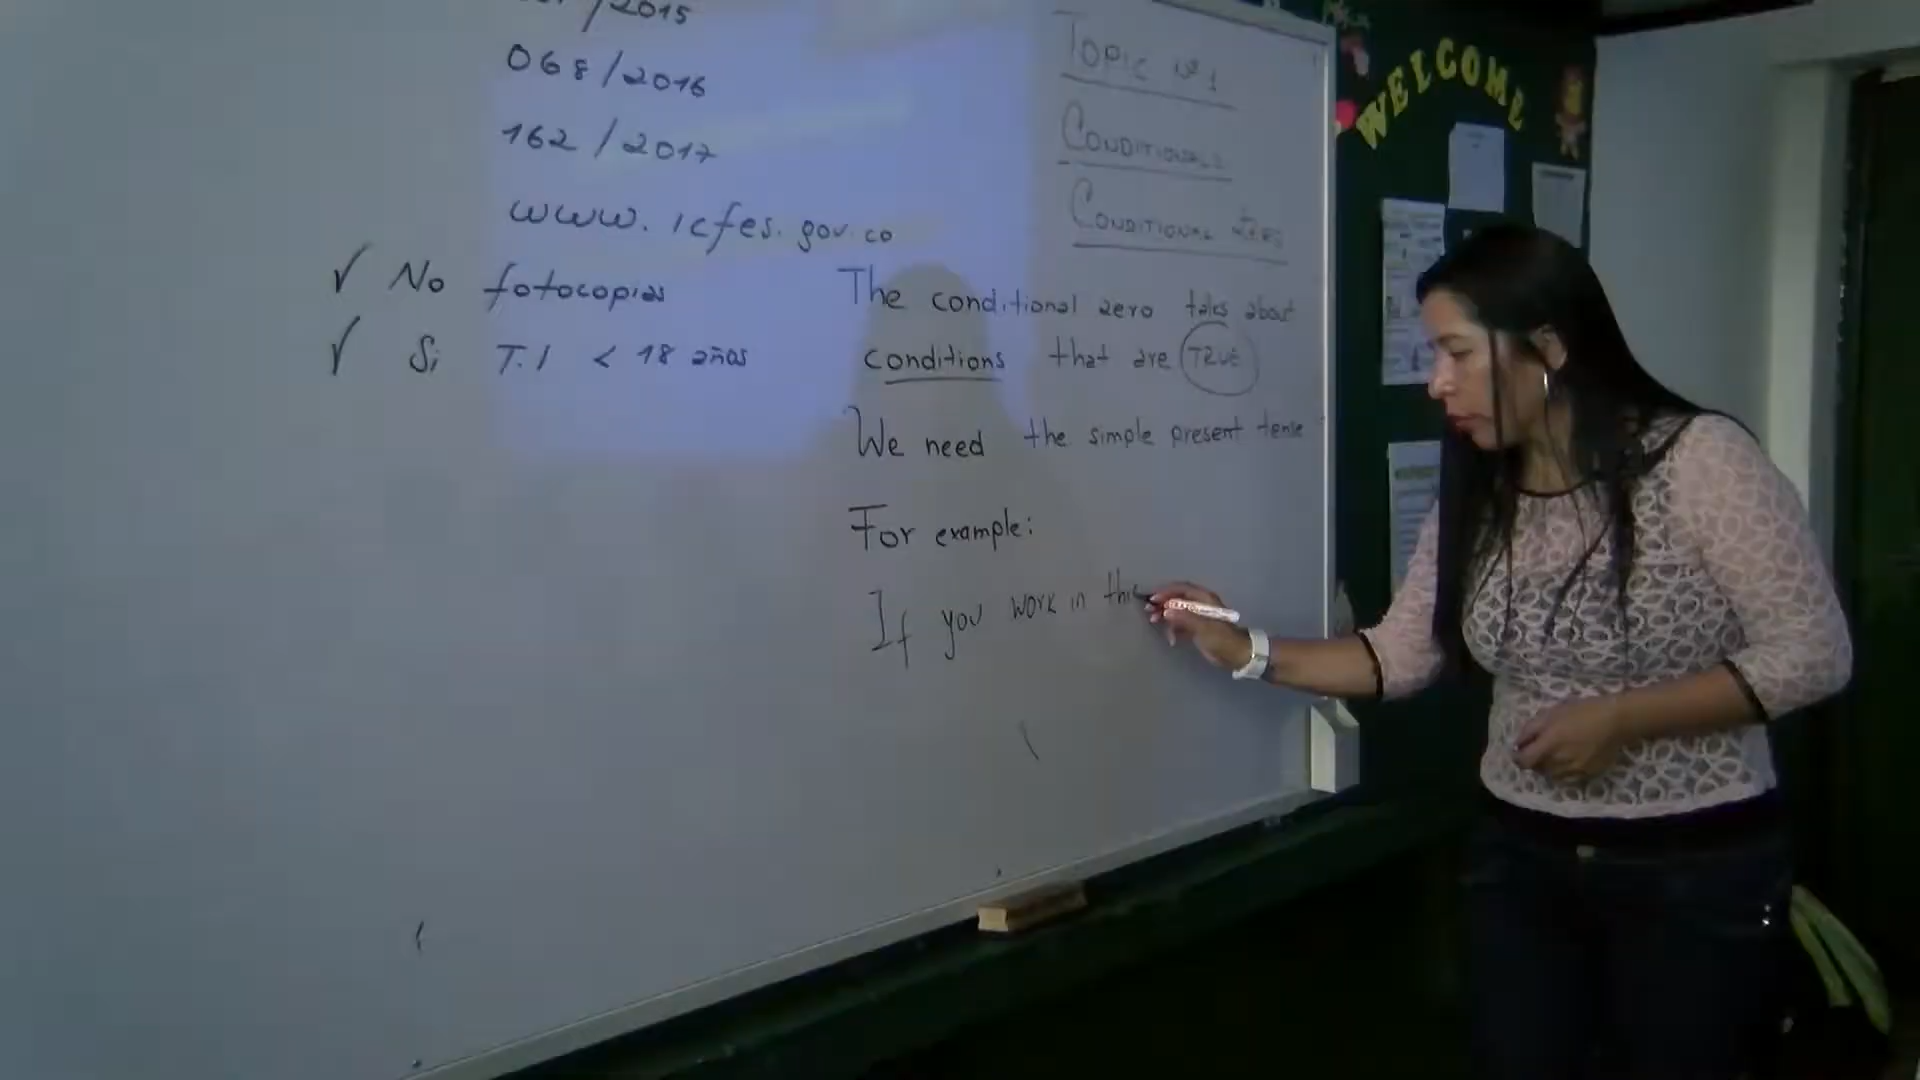 /2015
068/2016
162/2017
www.icfes.gov.co
✓ No fotocopias
✓ Si T.I < 18 años
Topic Nº 1
Conditionals
Conditional zero
The conditional zero talks about
conditions that are TRUE
We need the simple present tense
For example:
If you work in this
WELCOME